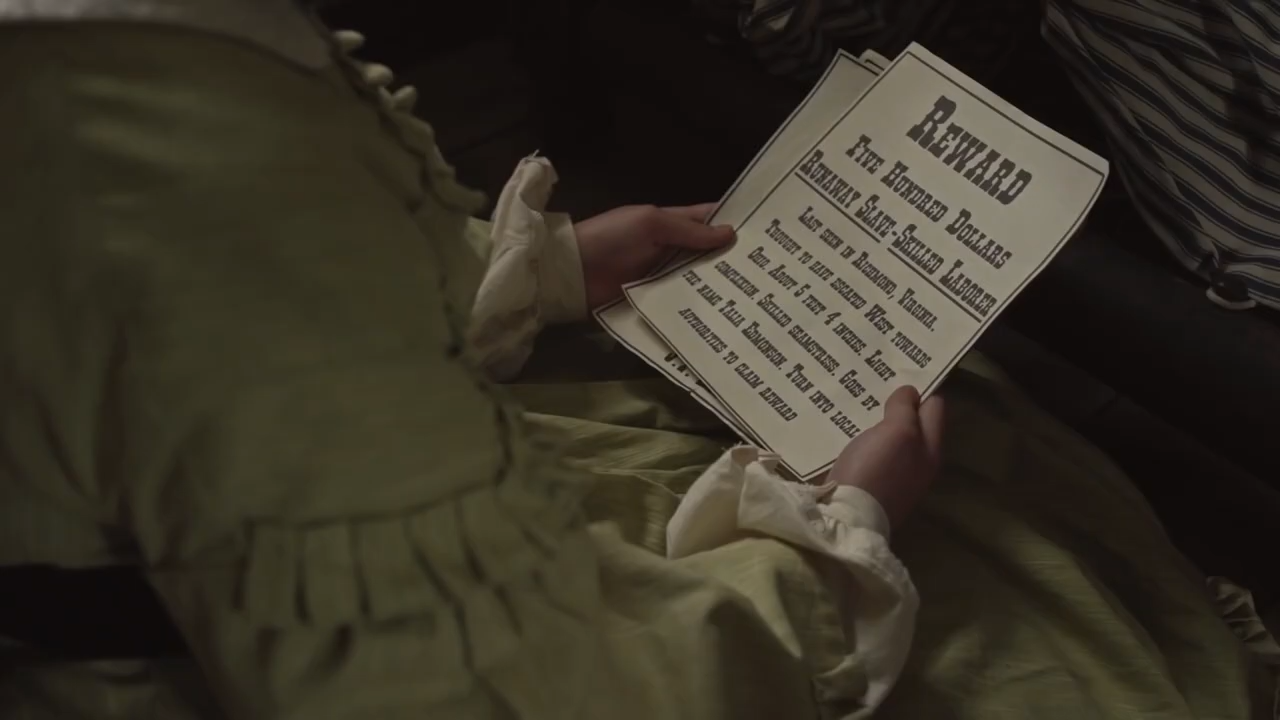 REWARD
FIVE HUNDRED DOLLARS
RUNAWAY SLAVE-SKILLED LABORER
LAST SEEN IN RICHMOND, VIRGINIA.
THOUGHT TO HAVE ESCAPED WEST TOWARDS
OHIO. ABOUT 5 FEET 4 INCHES. LIGHT
COMPLEXION. SKILLED SEAMSTRESS. GOES BY
THE NAME TALIA EDMONSON. TURN INTO LOCAL
AUTHORITIES TO CLAIM REWARD